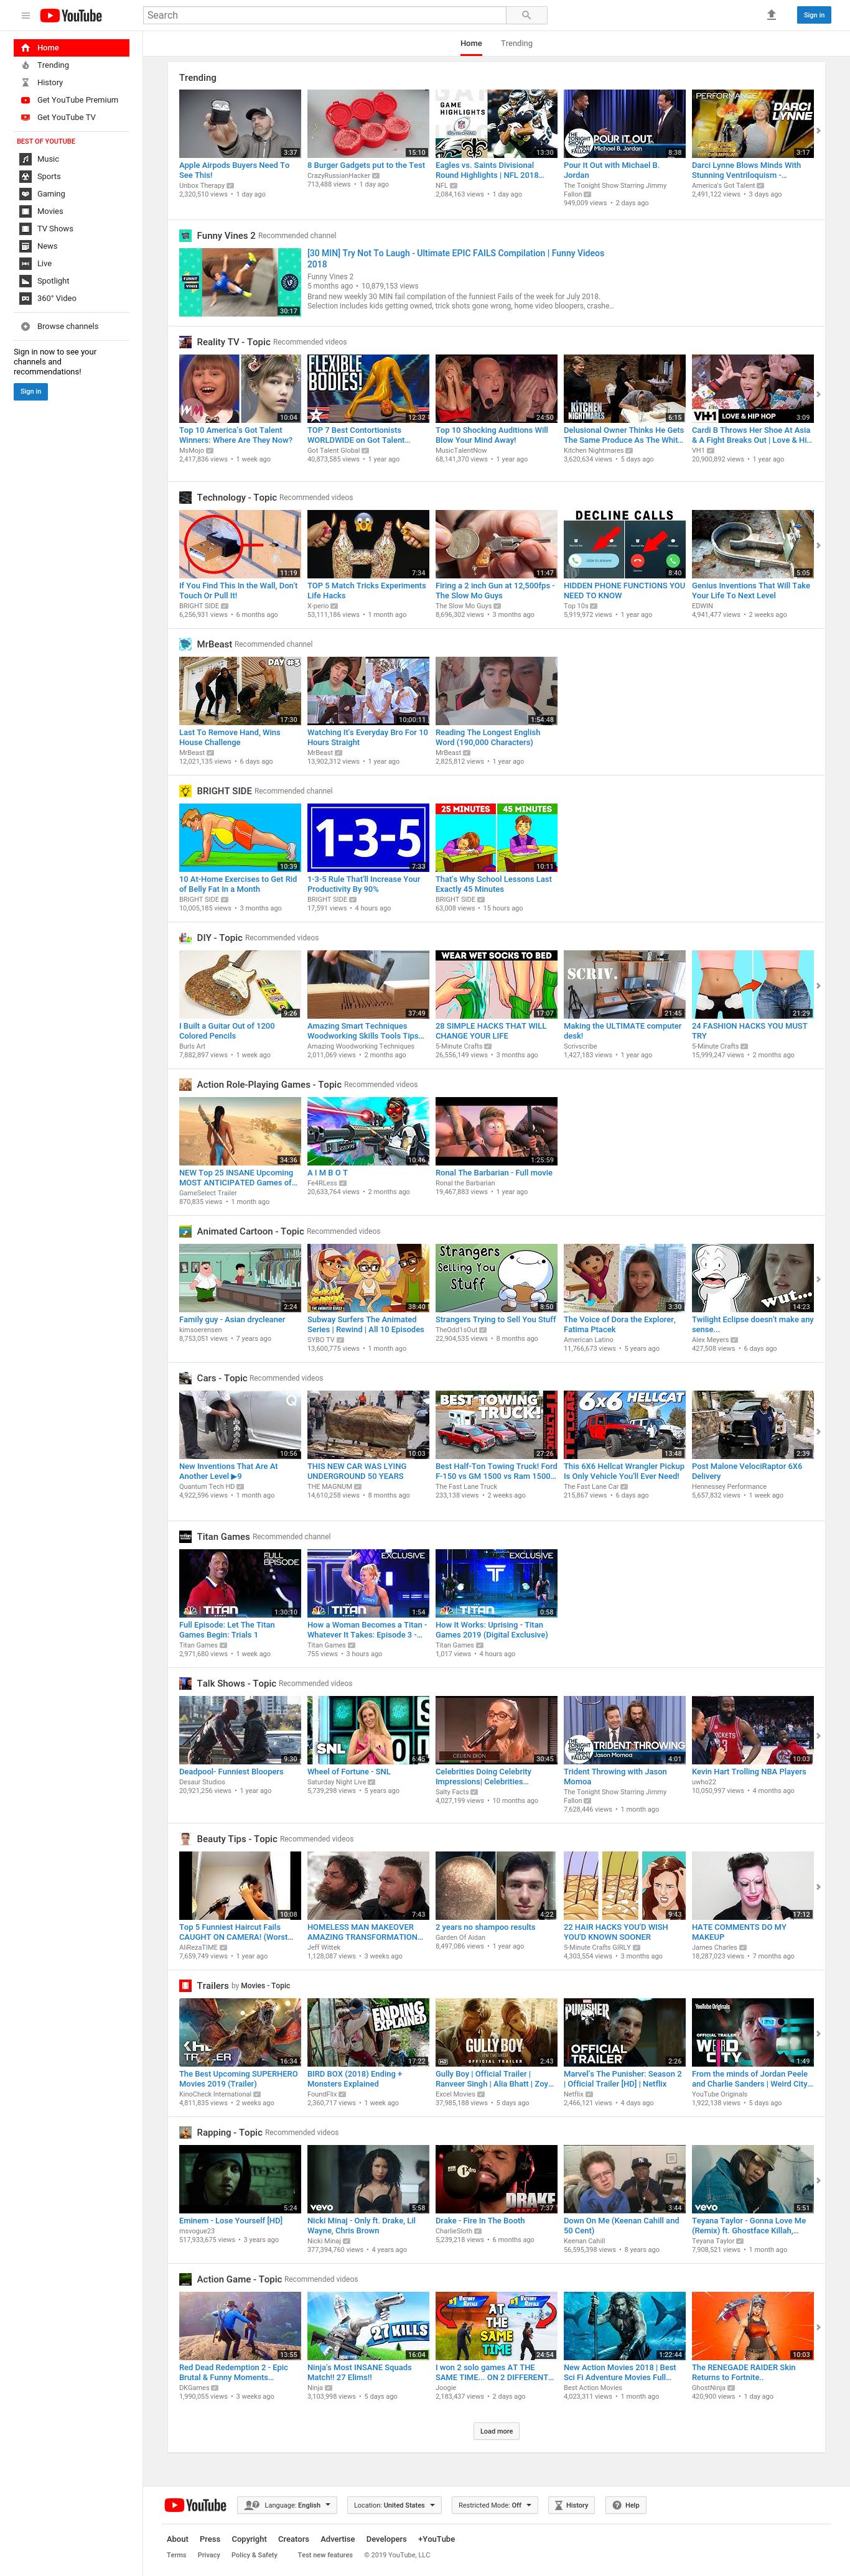 YouTube
Search
Sign in
Home
Trending
History
Get YouTube Premium
Get YouTube TV
BEST OF YOUTUBE
Music
Sports
Gaming
Movies
TV Shows
News
Live
Spotlight
360° Video
Browse channels
Sign in now to see your
channels and
recommendations!
Sign in
Home Trending
Trending
3:37
Apple Airpods Buyers Need To
See This!
Unbox Therapy
2,320,510 views • 1 day ago
15:10
8 Burger Gadgets put to the Test
CrazyRussianHacker
713,488 views • 1 day ago
GAME
HIGHLIGHTS
13:30
Eagles vs. Saints Divisional
Round Highlights | NFL 2018...
NFL
2,084,163 views • 1 day ago
POUR IT OUT
Michael B. Jordan
8:38
Pour It Out with Michael B.
Jordan
The Tonight Show Starring Jimmy
Fallon
949,009 views • 2 days ago
PERFORMANCE
DARCI
LYNNE
3:17
Darci Lynne Blows Minds With
Stunning Ventriloquism -...
America's Got Talent
2,491,122 views • 3 days ago
Funny Vines 2 Recommended channel
FUNNY
VINES
30:17
[30 MIN] Try Not To Laugh - Ultimate EPIC FAILS Compilation | Funny Videos
2018
Funny Vines 2
5 months ago • 10,879,153 views
Brand new weekly 30 MIN fail compilation of the funniest Fails of the week for July 2018.
Selection includes kids getting owned, trick shots gone wrong, home video bloopers, crashe...
Reality TV - Topic Recommended videos
10:04
Top 10 America's Got Talent
Winners: Where Are They Now?
MsMojo
2,417,836 views • 1 week ago
FLEXIBLE
BODIES!
12:32
TOP 7 Best Contortionists
WORLDWIDE on Got Talent...
Got Talent Global
40,873,585 views • 1 year ago
24:50
Top 10 Shocking Auditions Will
Blow Your Mind Away!
MusicTalentNow
68,141,370 views • 1 year ago
KITCHEN
NIGHTMARES
6:15
Delusional Owner Thinks He Gets
The Same Produce As The Whit...
Kitchen Nightmares
3,620,634 views • 5 days ago
VH1 LOVE & HIP HOP
3:09
Cardi B Throws Her Shoe At Asia
& A Fight Breaks Out | Love & Hi...
VH1
20,900,892 views • 1 year ago
Technology - Topic Recommended videos
11:19
If You Find This In the Wall, Don't
Touch Or Pull It!
BRIGHT SIDE
6,256,931 views • 6 months ago
7:34
TOP 5 Match Tricks Experiments
Life Hacks
X-perio
53,111,186 views • 1 month ago
11:47
Firing a 2 inch Gun at 12,500fps -
The Slow Mo Guys
The Slow Mo Guys
8,696,302 views • 3 months ago
DECLINE CALLS
8:40
HIDDEN PHONE FUNCTIONS YOU
NEED TO KNOW
Top 10s
5,919,972 views • 1 year ago
5:05
Genius Inventions That Will Take
Your Life To Next Level
EDWIN
4,941,477 views • 2 weeks ago
MrBeast Recommended channel
DAY #3
17:30
Last To Remove Hand, Wins
House Challenge
MrBeast
12,021,135 views • 6 days ago
10:00:11
Watching It's Everyday Bro For 10
Hours Straight
MrBeast
13,902,312 views • 1 year ago
1:54:48
Reading The Longest English
Word (190,000 Characters)
MrBeast
2,825,812 views • 1 year ago
BRIGHT SIDE Recommended channel
10:39
10 At-Home Exercises to Get Rid
of Belly Fat In a Month
BRIGHT SIDE
10,005,185 views • 3 months ago
1-3-5
7:33
1-3-5 Rule That'll Increase Your
Productivity By 90%
BRIGHT SIDE
17,591 views • 4 hours ago
25 MINUTES 45 MINUTES
10:11
That's Why School Lessons Last
Exactly 45 Minutes
BRIGHT SIDE
63,008 views • 15 hours ago
DIY - Topic Recommended videos
9:26
I Built a Guitar Out of 1200
Colored Pencils
Burls Art
7,882,897 views • 1 week ago
37:49
Amazing Smart Techniques
Woodworking Skills Tools Tips...
Amazing Woodworking Techniques
2,011,069 views • 2 months ago
WEAR WET SOCKS TO BED
17:07
28 SIMPLE HACKS THAT WILL
CHANGE YOUR LIFE
5-Minute Crafts
26,556,149 views • 3 months ago
SCRIV.
21:45
Making the ULTIMATE computer
desk!
Scrivscribe
1,427,183 views • 1 year ago
21:29
24 FASHION HACKS YOU MUST
TRY
5-Minute Crafts
15,999,247 views • 2 months ago
Action Role-Playing Games - Topic Recommended videos
34:36
NEW Top 25 INSANE Upcoming
MOST ANTICIPATED Games of...
GameSelect Trailer
870,835 views • 1 month ago
10:46
A I M B O T
Fe4RLess
20,633,764 views • 2 months ago
1:25:59
Ronal The Barbarian - Full movie
Ronal the Barbarian
19,467,883 views • 1 year ago
Animated Cartoon - Topic Recommended videos
2:24
Family guy - Asian drycleaner
kimsoerensen
8,753,051 views • 7 years ago
38:40
Subway Surfers The Animated
Series | Rewind | All 10 Episodes
SYBO TV
13,600,775 views • 1 month ago
Strangers
Selling You
Stuff
8:50
Strangers Trying to Sell You Stuff
TheOdd1sOut
22,904,535 views • 8 months ago
3:30
The Voice of Dora the Explorer,
Fatima Ptacek
American Latino
11,766,673 views • 5 years ago
wut...
14:23
Twilight Eclipse doesn't make any
sense...
Alex Meyers
427,508 views • 6 days ago
Cars - Topic Recommended videos
10:56
New Inventions That Are At
Another Level ▶9
Quantum Tech HD
4,922,596 views • 1 month ago
10:03
THIS NEW CAR WAS LYING
UNDERGROUND 50 YEARS
THE MAGNUM
14,610,258 views • 8 months ago
BEST TOWING
TRUCK!
27:26
Best Half-Ton Towing Truck! Ford
F-150 vs GM 1500 vs Ram 1500...
The Fast Lane Truck
233,138 views • 2 weeks ago
6x6 HELLCAT
13:48
This 6X6 Hellcat Wrangler Pickup
Is Only Vehicle You'll Ever Need!
The Fast Lane Car
215,867 views • 6 days ago
2:39
Post Malone VelociRaptor 6X6
Delivery
Hennessey Performance
5,657,832 views • 1 week ago
Titan Games Recommended channel
FULL
EPISODE
TITAN
1:30:10
Full Episode: Let The Titan
Games Begin: Trials 1
Titan Games
2,971,680 views • 1 week ago
EXCLUSIVE
TITAN
1:54
How a Woman Becomes a Titan -
Whatever It Takes: Episode 3 -...
Titan Games
755 views • 3 hours ago
EXCLUSIVE
TITAN
0:58
How It Works: Uprising - Titan
Games 2019 (Digital Exclusive)
Titan Games
1,017 views • 4 hours ago
Talk Shows - Topic Recommended videos
9:30
Deadpool- Funniest Bloopers
Desaur Studios
20,921,256 views • 1 year ago
SNL
6:45
Wheel of Fortune - SNL
Saturday Night Live
5,739,298 views • 5 years ago
CELIEN DION
30:45
Celebrities Doing Celebrity
Impressions| Celebrities...
Salty Facts
4,027,199 views • 10 months ago
TRIDENT THROWING
Jason Momoa
4:01
Trident Throwing with Jason
Momoa
The Tonight Show Starring Jimmy
Fallon
7,628,446 views • 1 month ago
10:03
Kevin Hart Trolling NBA Players
uwho22
10,050,997 views • 4 months ago
Beauty Tips - Topic Recommended videos
10:08
Top 5 Funniest Haircut Fails
CAUGHT ON CAMERA! (Worst...
AliRezaTIME
7,659,749 views • 1 year ago
7:43
HOMELESS MAN MAKEOVER
AMAZING TRANSFORMATION...
Jeff Wittek
1,128,087 views • 3 weeks ago
4:22
2 years no shampoo results
Garden Of Aidan
8,497,086 views • 1 year ago
9:43
22 HAIR HACKS YOU'D WISH
YOU'D KNOWN SOONER
5-Minute Crafts GIRLY
4,303,554 views • 3 months ago
17:12
HATE COMMENTS DO MY
MAKEUP
James Charles
18,287,023 views • 7 months ago
Trailers by Movies - Topic
TRAILER
16:34
The Best Upcoming SUPERHERO
Movies 2019 (Trailer)
KinoCheck International
4,811,835 views • 2 weeks ago
ENDING
EXPLAINED
17:22
BIRD BOX (2018) Ending +
Monsters Explained
FoundFlix
2,360,717 views • 1 week ago
GULLY BOY
OFFICIAL TRAILER
2:43
Gully Boy | Official Trailer |
Ranveer Singh | Alia Bhatt | Zoy...
Excel Movies
37,985,188 views • 5 days ago
PUNISHER
OFFICIAL
TRAILER
2:26
Marvel's The Punisher: Season 2
| Official Trailer [HD] | Netflix
Netflix
2,466,121 views • 4 days ago
YouTube Originals
OFFICIAL TRAILER
WEIRD
CITY
1:49
From the minds of Jordan Peele
and Charlie Sanders | Weird City...
YouTube Originals
1,922,138 views • 5 days ago
Rapping - Topic Recommended videos
5:24
Eminem - Lose Yourself [HD]
msvogue23
517,933,675 views • 3 years ago
vevo
5:58
Nicki Minaj - Only ft. Drake, Lil
Wayne, Chris Brown
Nicki Minaj
377,394,760 views • 4 years ago
DRAKE
7:37
Drake - Fire In The Booth
CharlieSloth
5,239,218 views • 6 months ago
3:44
Down On Me (Keenan Cahill and
50 Cent)
Keenan Cahill
56,595,398 views • 8 years ago
vevo
5:51
Teyana Taylor - Gonna Love Me
(Remix) ft. Ghostface Killah,...
Teyana Taylor
7,908,521 views • 1 month ago
Action Game - Topic Recommended videos
13:55
Red Dead Redemption 2 - Epic
Brutal & Funny Moments...
DKGames
1,990,055 views • 3 weeks ago
27 KILLS
16:04
Ninja's Most INSANE Squads
Match!! 27 Elims!!
Ninja
3,103,998 views • 5 days ago
AT THE
SAME
TIME
24:54
I won 2 solo games AT THE
SAME TIME... ON 2 DIFFERENT...
Joogie
2,183,437 views • 2 days ago
1:22:44
New Action Movies 2018 | Best
Sci Fi Adventure Movies Full...
Best Action Movies
4,023,311 views • 1 month ago
10:03
The RENEGADE RAIDER Skin
Returns to Fortnite..
GhostNinja
420,900 views • 1 day ago
Load more
YouTube
Language: English
Location: United States
Restricted Mode: Off
History
Help
About Press Copyright Creators Advertise Developers +YouTube
Terms Privacy Policy & Safety Test new features © 2019 YouTube, LLC